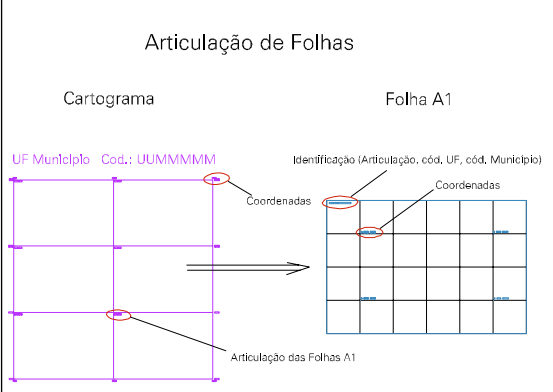 Articulação de Folhas
Cartograma
Folha A1
UF Município Cod.: UUMMMMM
Identificação (Articulação, cód. UF, cód. Município)
Coordenadas
Coordenadas
Articulação das Folhas A1